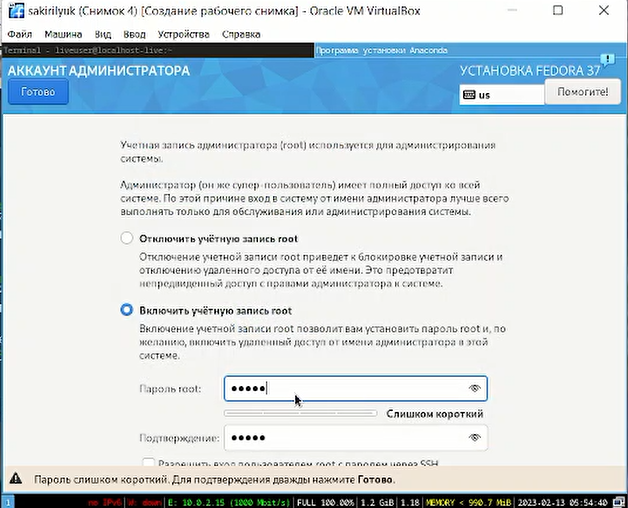 sakirilyuk (Снимок 4) [Создание рабочего снимка] - Oracle VM VirtualBox
Файл Машина Вид Ввод Устройства Справка
Terminal - liveuser@localhost-live:~ Программа установки Anaconda
АККАУНТ АДМИНИСТРАТОРА УСТАНОВКА FEDORA 37
Готово us Помогите!
Учетная запись администратора (root) используется для администрирования
системы.
Администратор (он же супер-пользователь) имеет полный доступ ко всей
системе. По этой причине вход в систему от имени администратора лучше всего
выполнять только для обслуживания или администрирования системы.
Отключить учётную запись root
Отключение учетной записи root приведет к блокировке учетной записи и
отключению удаленного доступа от её имени. Это предотвратит
непредвиденный доступ с правами администратора к системе.
Включить учётную запись root
Включение учетной записи root позволит вам установить пароль root и, по
желанию, включить удаленный доступ от имени администратора в этой
системе.
Пароль root: •••••
Слишком короткий
Подтверждение: •••••
Разрешить вход пользователем root с паролем через SSH
Пароль слишком короткий. Для подтверждения дважды нажмите Готово.
1 no IPv6 W: down E: 10.0.2.15 (1000 Mbit/s) FULL 100.00% 1.2 GiB 1.18 MEMORY < 990.7 MiB 2023-02-13 05:54:40